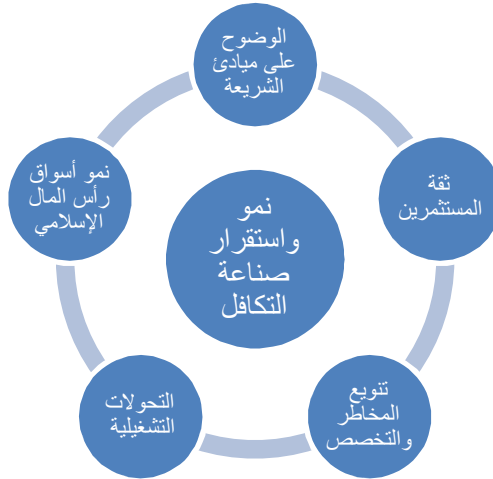 الوضوح
على مبادئ
الشريعة
ثقة
المستثمرين
تنويع
المخاطر
والتخصص
التحولات
التشغيلية
نمو أسواق
رأس المال
الإسلامي
نمو
واستقرار
صناعة
التكافل